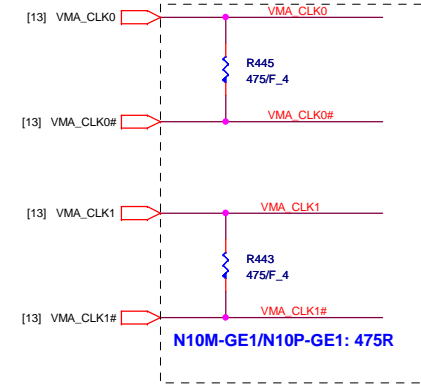 [13] VMA_CLK0
VMA_CLK0
R445
475/F_4
[13] VMA_CLK0#
VMA_CLK0#
[13] VMA_CLK1
VMA_CLK1
R443
475/F_4
[13] VMA_CLK1#
VMA_CLK1#
N10M-GE1/N10P-GE1: 475R